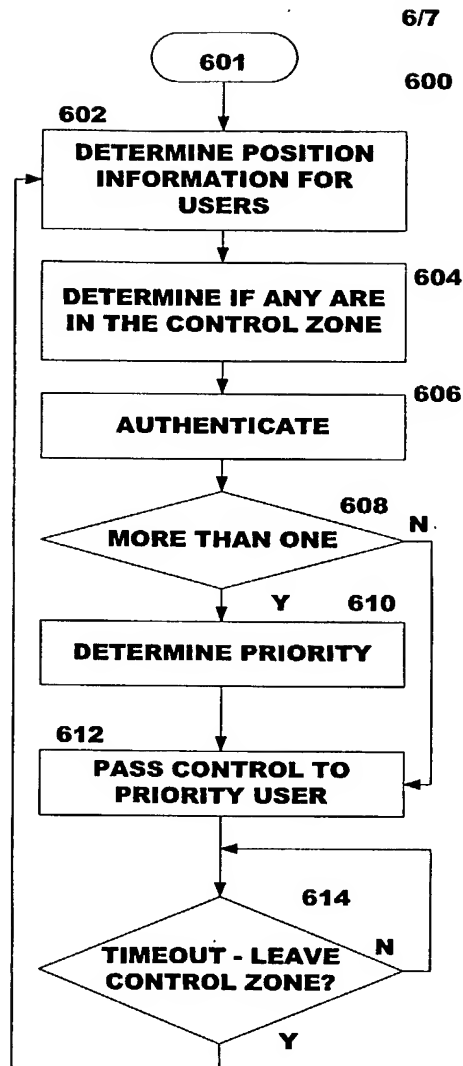 6/7
601
600
602
DETERMINE POSITION
INFORMATION FOR
USERS
604
DETERMINE IF ANY ARE
IN THE CONTROL ZONE
606
AUTHENTICATE
608
MORE THAN ONE
N
Y
610
DETERMINE PRIORITY
612
PASS CONTROL TO
PRIORITY USER
614
TIMEOUT - LEAVE
CONTROL ZONE?
N
Y